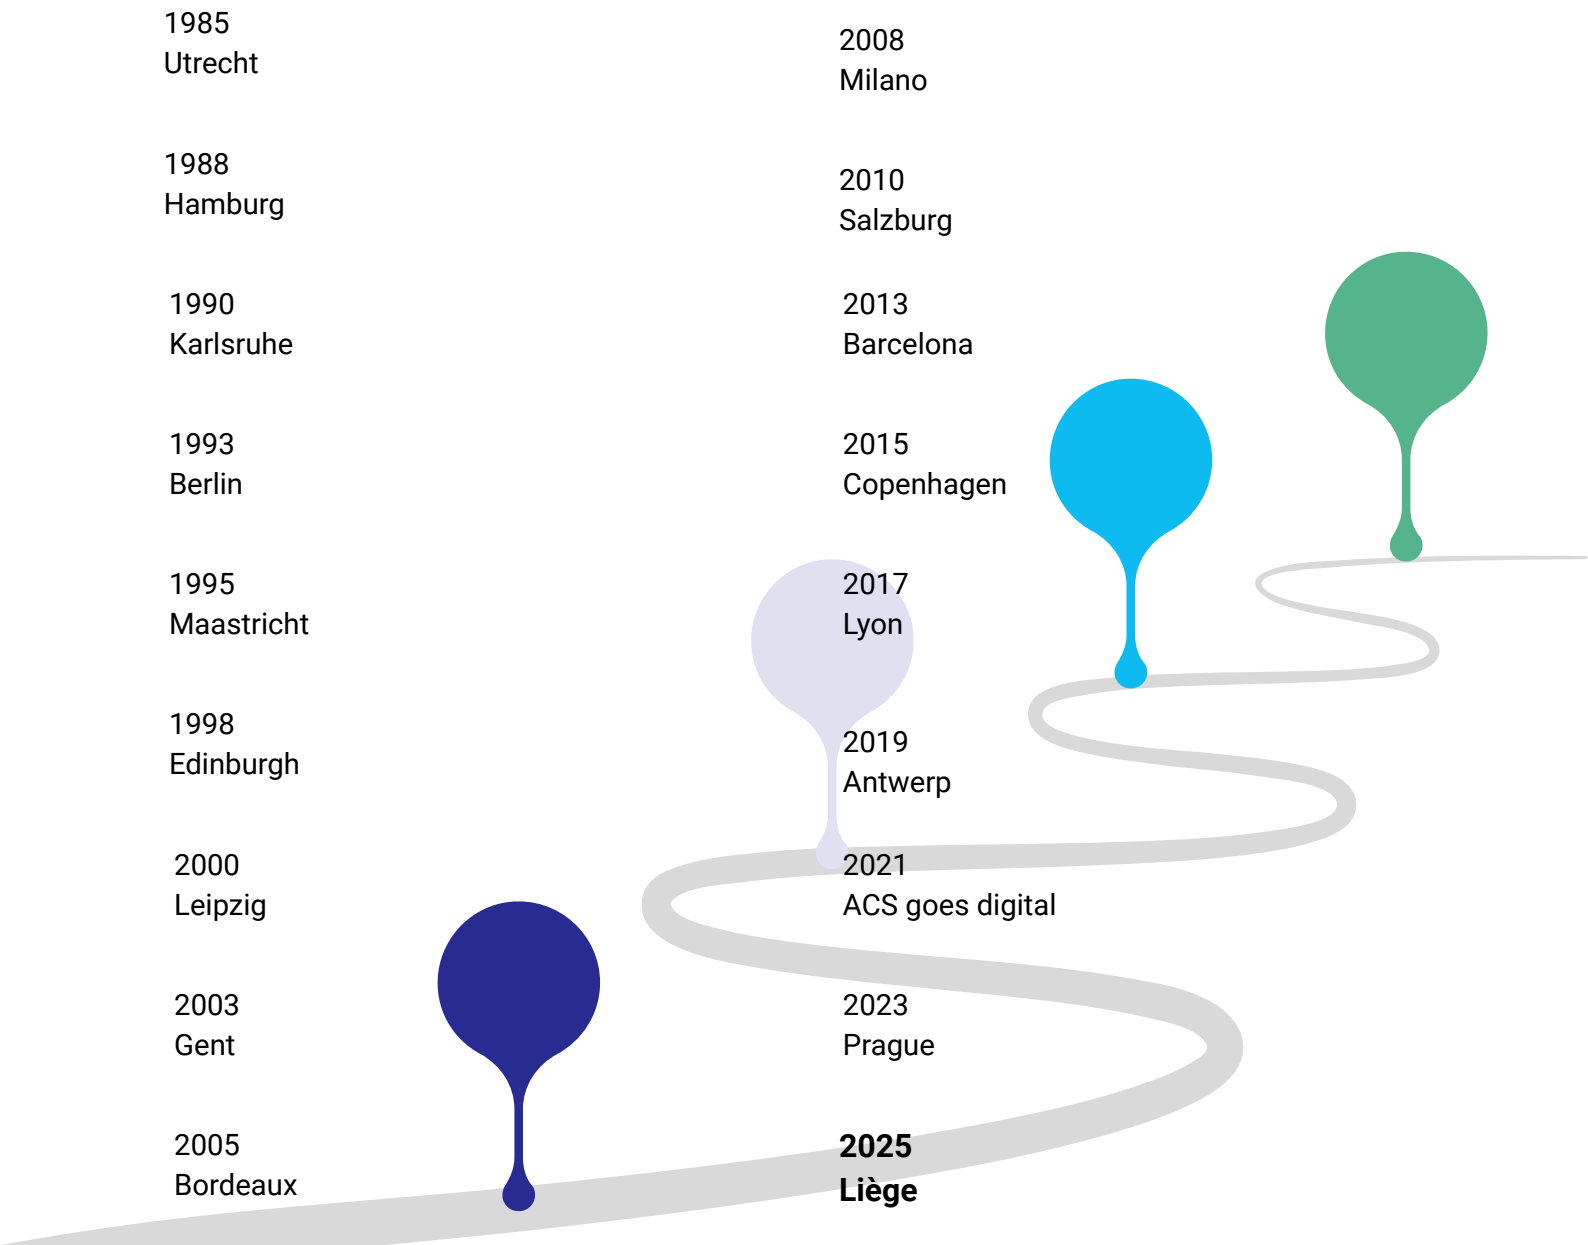 1985
Utrecht
1988
Hamburg
1990
Karlsruhe
1993
Berlin
1995
Maastricht
1998
Edinburgh
2000
Leipzig
2003
Gent
2005
Bordeaux
2008
Milano
2010
Salzburg
2013
Barcelona
2015
Copenhagen
2017
Lyon
2019
Antwerp
2021
ACS goes digital
2023
Prague
2025
Liège